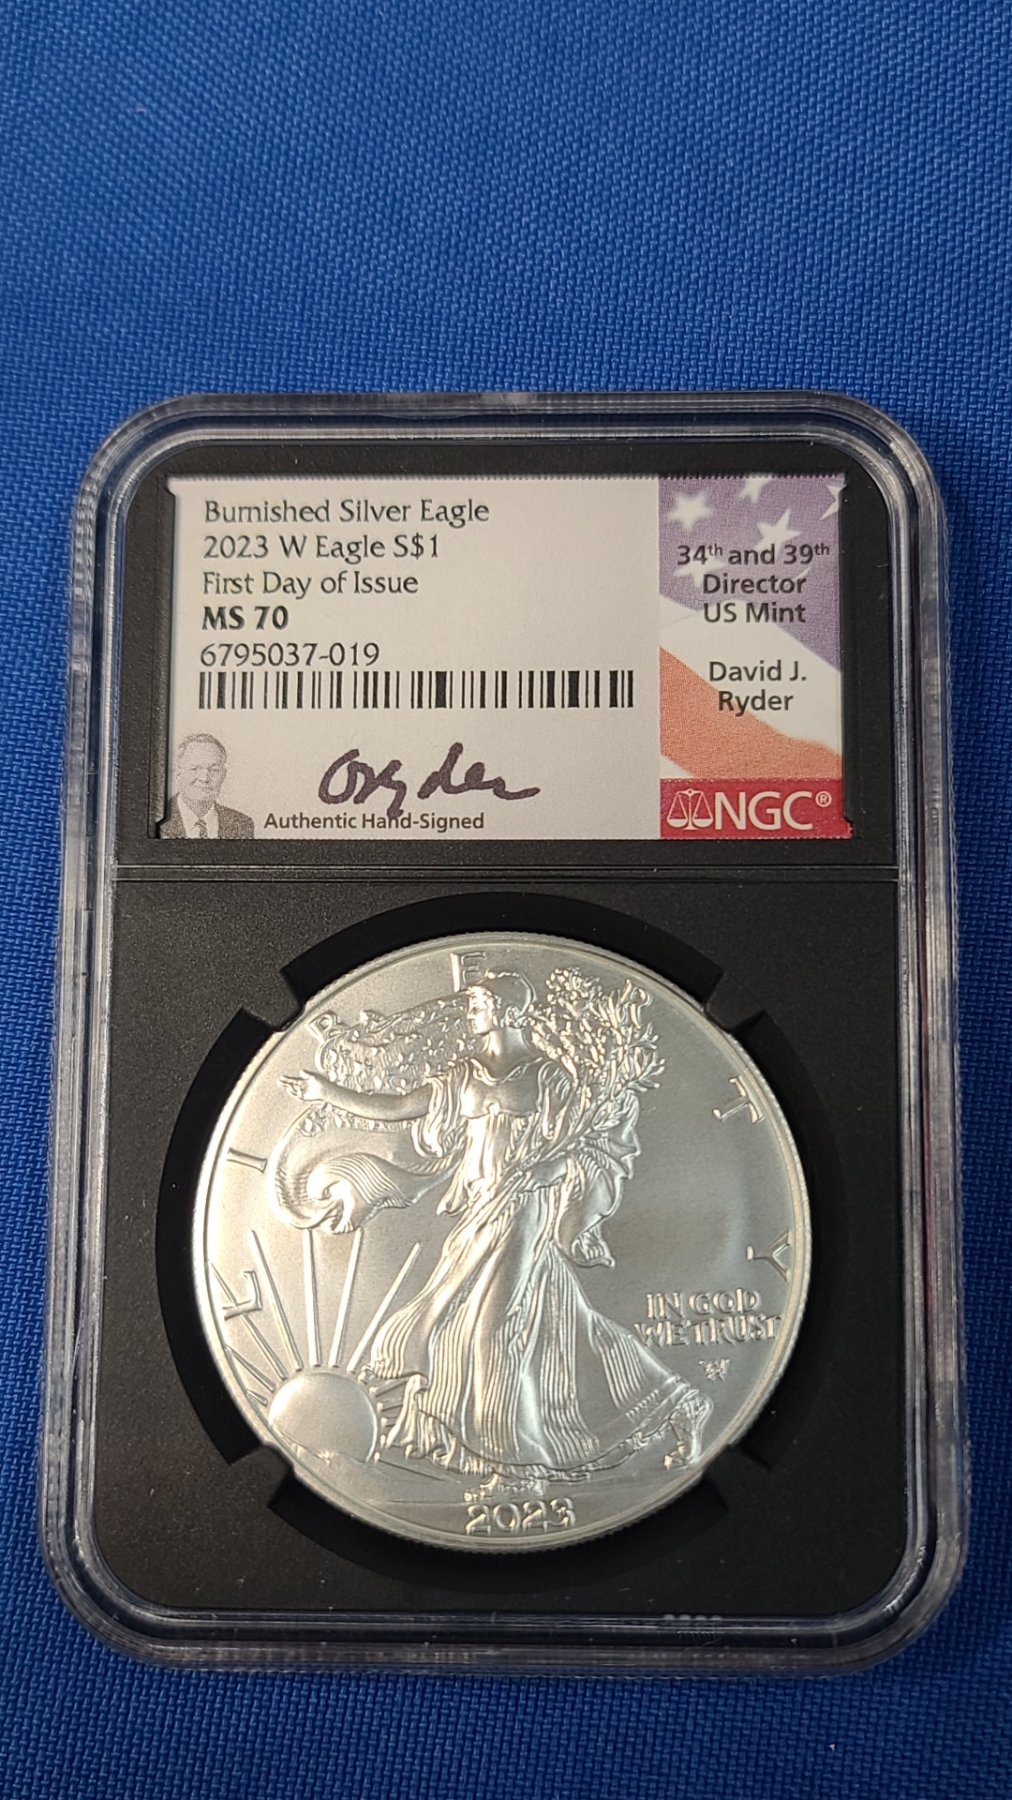 Burnished Silver Eagle
2023 W Eagle S$1
First Day of Issue
MS 70
6795037-019
Authentic Hand-Signed
34th and 39th
Director
US Mint
David J.
Ryder
NGC®
LIBERTY
IN GOD
WE TRUST
2023